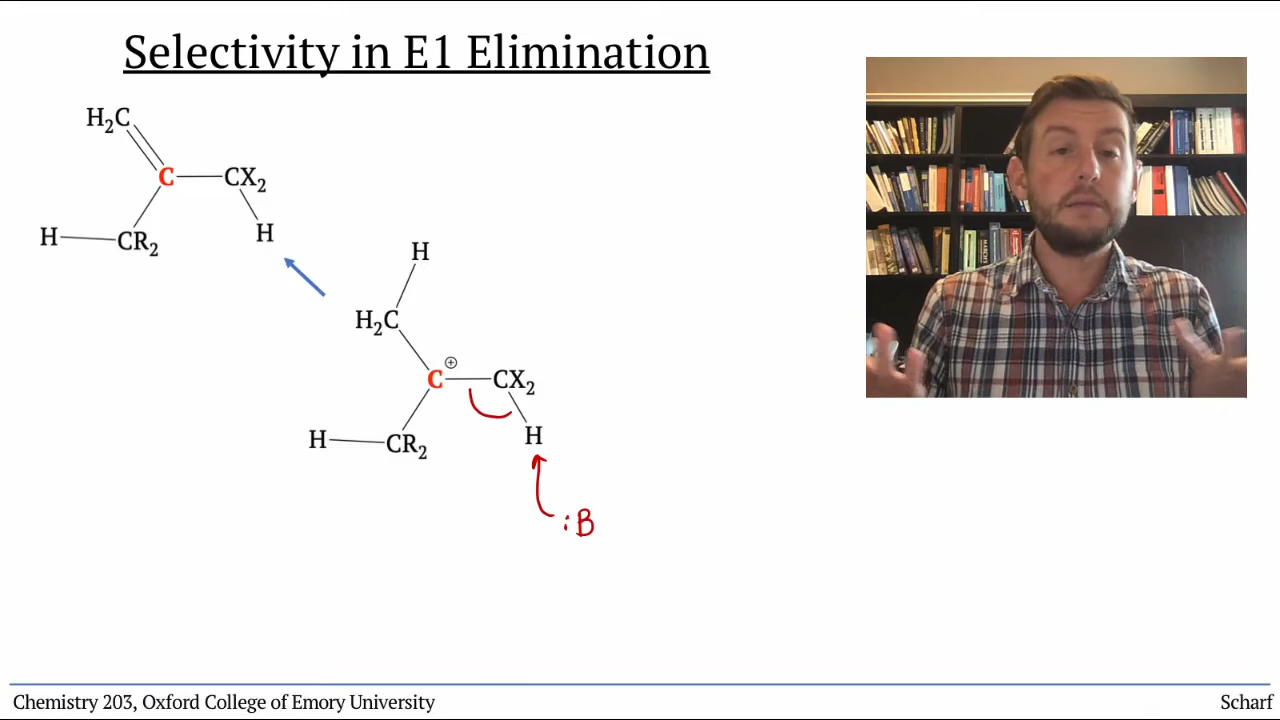 Selectivity in E1 Elimination
H₂C
C
CX₂
H
CR₂
H
H
H₂C
⊕
C
CX₂
H
H
CR₂
:B
Chemistry 203, Oxford College of Emory University
Scharf